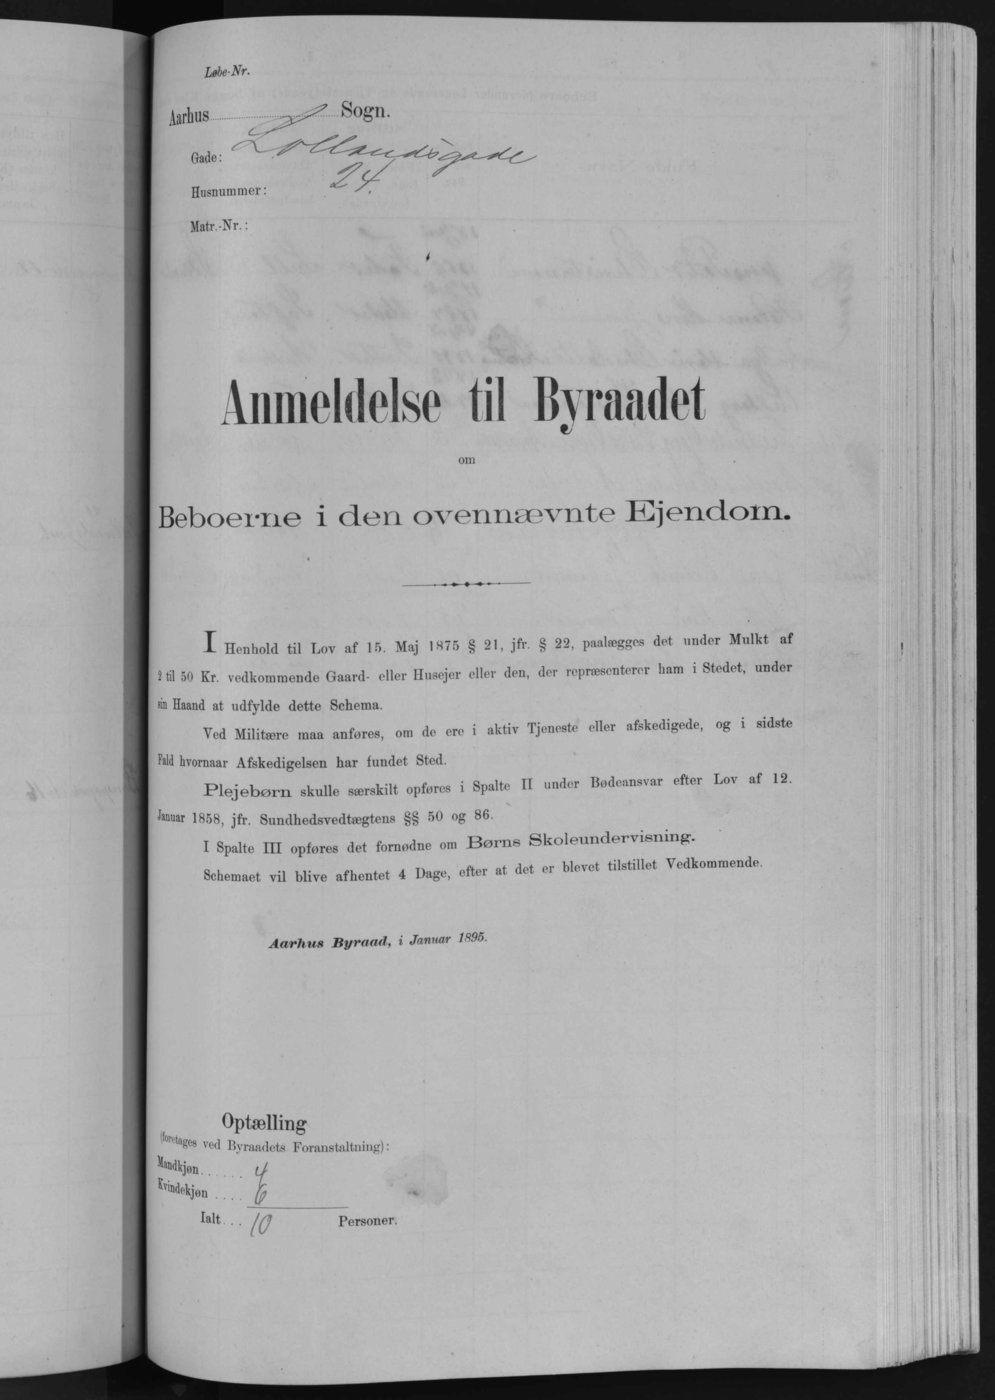 Løbe-Nr.
Aarhus Sogn.
Gade: Lollandsgade
Husnummer: 24.
Matr.-Nr.:
Anmeldelse til Byraadet
om
Beboerne i den ovennævnte Ejendom.
I Henhold til Lov af 15. Maj 1875 § 21, jfr. § 22, paalægges det under Mulkt af
2 til 50 Kr. vedkommende Gaard- eller Husejer eller den, der repræsenterer ham i Stedet, under
sin Haand at udfylde dette Schema.
Ved Militære maa anføres, om de ere i aktiv Tjeneste eller afskedigede, og i sidste
Fald hvornaar Afskedigelsen har fundet Sted.
Plejebørn skulle særskilt opføres i Spalte II under Bødeansvar efter Lov af 12.
Januar 1858, jfr. Sundhedsvedtægtens §§ 50 og 86.
I Spalte III opføres det fornødne om Børns Skoleundervisning.
Schemaet vil blive afhentet 4 Dage, efter at det er blevet tilstillet Vedkommende.
Aarhus Byraad, i Januar 1895.
Optælling
(foretages ved Byraadets Foranstaltning):
Mandkjøn...... 4
Kvindekjøn .... 6
Ialt... 10 Personer.